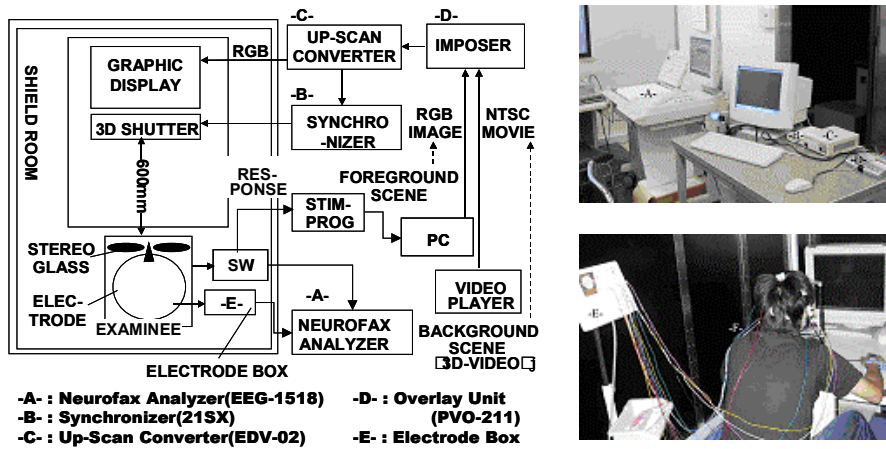 -C-
-D-
UP-SCAN
CONVERTER
IMPOSER
RGB
GRAPHIC
DISPLAY
SHIELD ROOM
-B-
3D SHUTTER
SYNCHRO
-NIZER
RGB
IMAGE
NTSC
MOVIE
600mm
RES-
PONSE
FOREGROUND
SCENE
STIM-
PROG
PC
STEREO
GLASS
SW
ELEC-
TRODE
-E-
-A-
VIDEO
PLAYER
EXAMINEE
NEUROFAX
ANALYZER
BACKGROUND
SCENE
3D-VIDEO
ELECTRODE BOX
-A- : Neurofax Analyzer(EEG-1518)
-B- : Synchronizer(21SX)
-C- : Up-Scan Converter(EDV-02)
-D- : Overlay Unit
(PVO-211)
-E- : Electrode Box
-A-
-C-
-E-